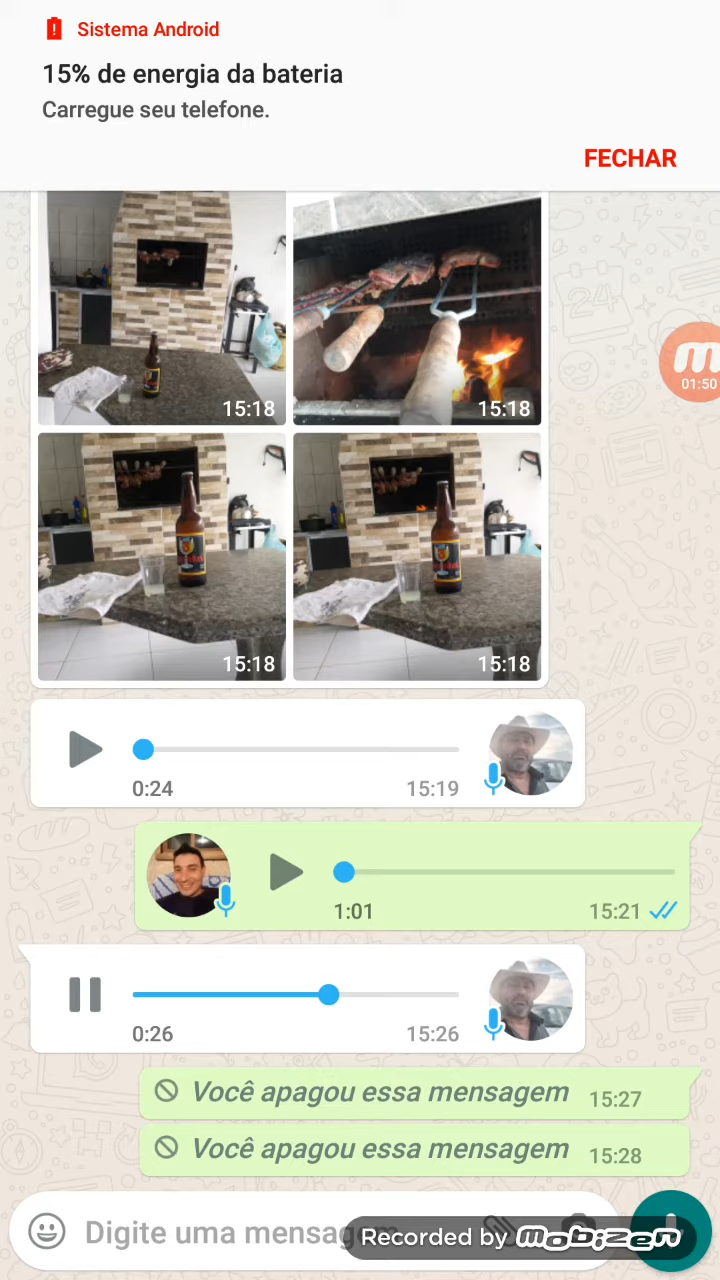 Sistema Android
15% de energia da bateria
Carregue seu telefone.
FECHAR
01:50
15:18
15:18
15:18
15:18
0:24
15:19
1:01
15:21
0:26
15:26
Você apagou essa mensagem 15:27
Você apagou essa mensagem 15:28
Digite uma mensagem
Recorded by mobizen